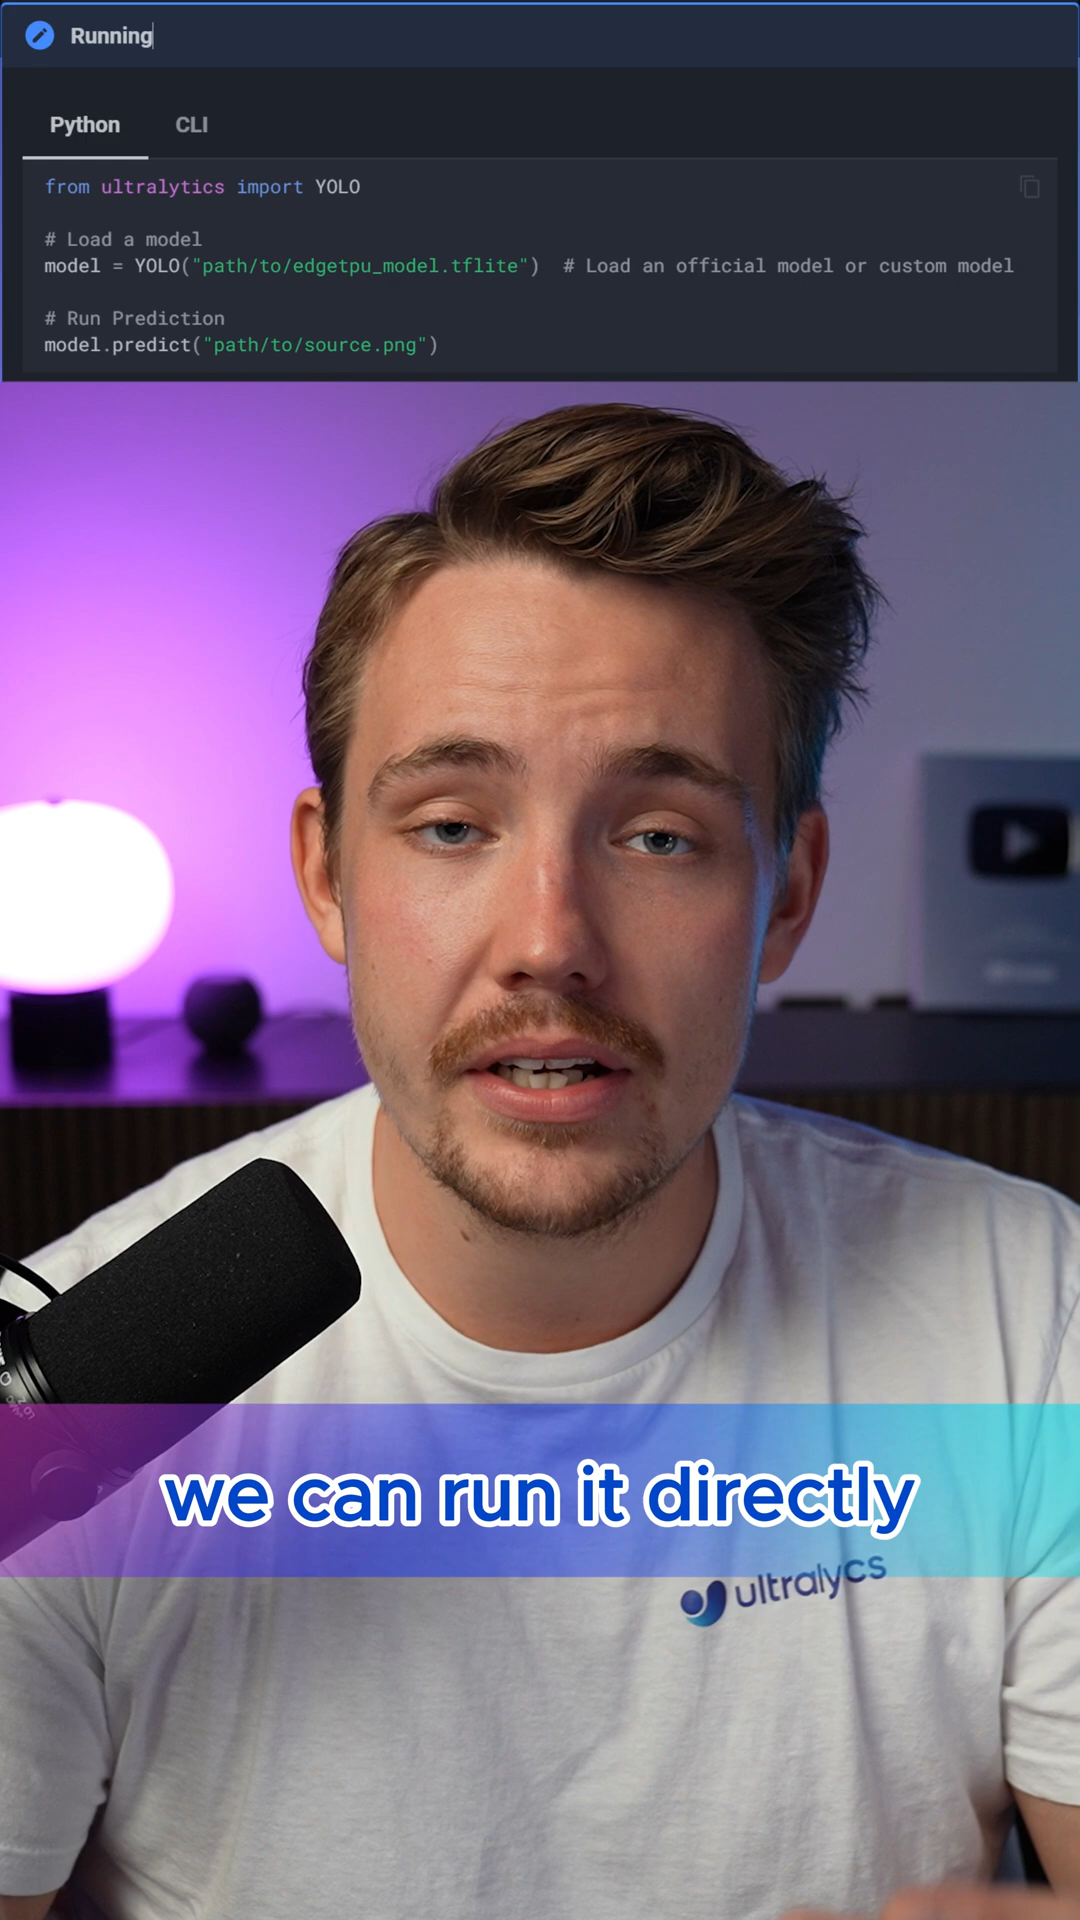 Running
Python CLI
from ultralytics import YOLO
# Load a model
model = YOLO("path/to/edgetpu_model.tflite")  # Load an official model or custom model
# Run Prediction
model.predict("path/to/source.png")
we can run it directly
ultralycs